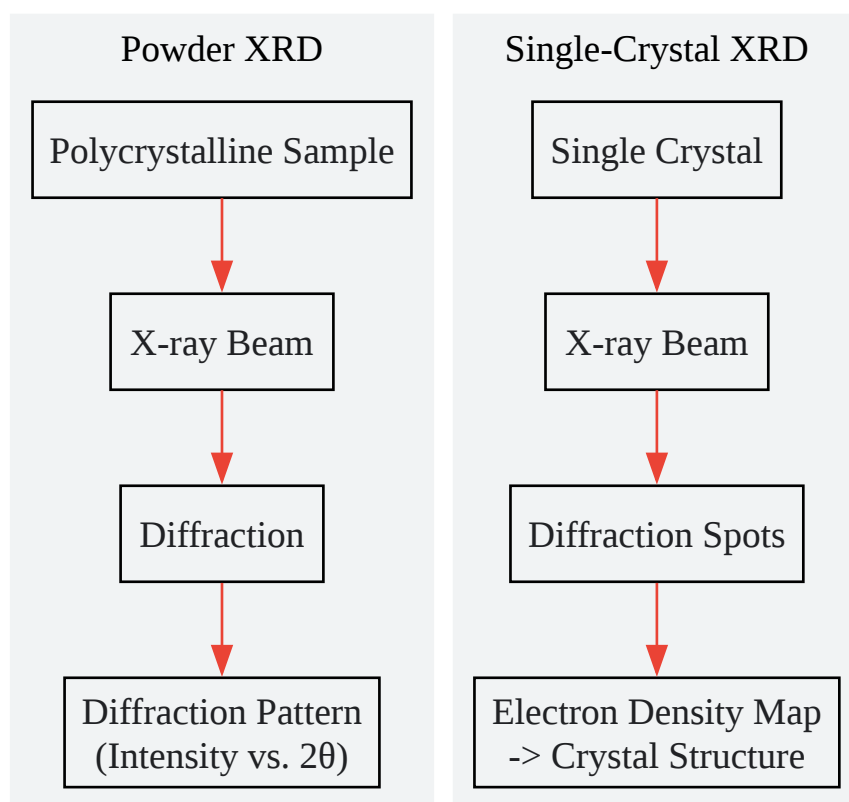 Powder XRD
Polycrystalline Sample
X-ray Beam
Diffraction
Diffraction Pattern
(Intensity vs. 2θ)
Single-Crystal XRD
Single Crystal
X-ray Beam
Diffraction Spots
Electron Density Map
-> Crystal Structure